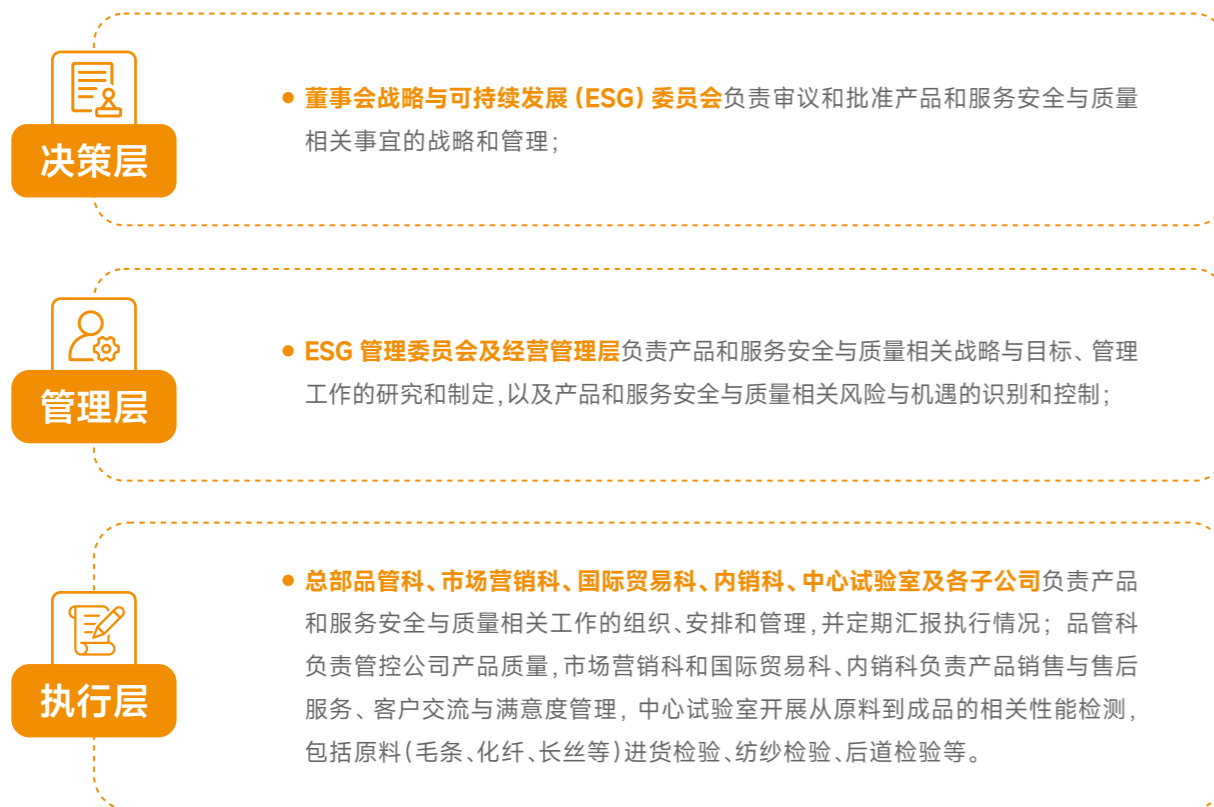 决策层
● 董事会战略与可持续发展（ESG）委员会负责审议和批准产品和服务安全与质量
相关事宜的战略和管理；
管理层
● ESG 管理委员会及经营管理层负责产品和服务安全与质量相关战略与目标、管理
工作的研究和制定，以及产品和服务安全与质量相关风险与机遇的识别和控制；
执行层
● 总部品管科、市场营销科、国际贸易科、内销科、中心试验室及各子公司负责产品
和服务安全与质量相关工作的组织、安排和管理，并定期汇报执行情况；品管科
负责管控公司产品质量，市场营销科和国际贸易科、内销科负责产品销售与售后
服务、客户交流与满意度管理，中心试验室开展从原料到成品的相关性能检测，
包括原料（毛条、化纤、长丝等）进货检验、纺纱检验、后道检验等。